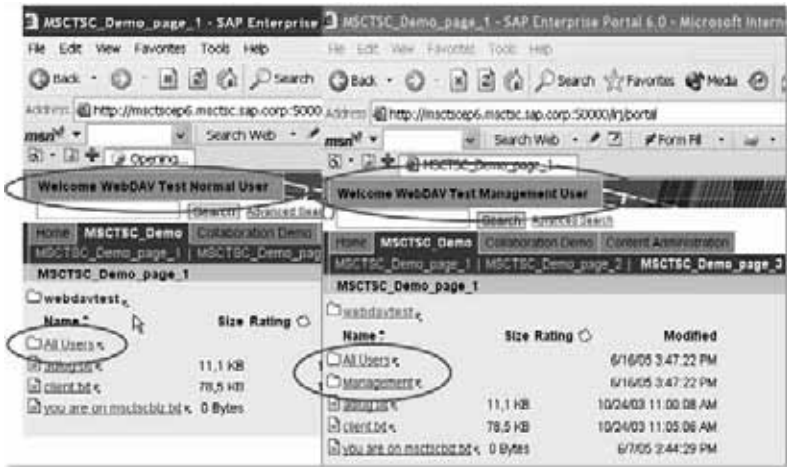 MSCTSC_Demo_page_1 - SAP Enterprise
File Edit View Favorites Tools Help
Back Search
Address http://msctscep6.msctsc.sap.corp:5000
msn Search Web
Opening...
Welcome WebDAV Test Normal User
Search Advanced Sear
Home MSCTSC_Demo Collaboration Demo
MSCTSC_Demo_page_1 | MSCTSC_Demo_pag
MSCTSC_Demo_page_1
webdavtest
Name Size Rating
All Users
11,1 KB
client.txt 78,5 KB
you are on msctscbiz.txt 0 Bytes
MSCTSC_Demo_page_1 - SAP Enterprise Portal 6.0 - Microsoft Intern
File Edit View Favorites Tools Help
Back Search Favorites Media
Address http://msctscep6.msctsc.sap.corp:50000/irj/portal
msn Search Web Form Fill
MSCTSC_Demo_page_1
Welcome WebDAV Test Management User
Search Advanced Search
Home MSCTSC_Demo Collaboration Demo Content Administration
MSCTSC_Demo_page_1 | MSCTSC_Demo_page_2 | MSCTSC_Demo_page_3
MSCTSC_Demo_page_1
webdavtest
Name Size Rating Modified
All Users 6/16/05 3:47:22 PM
Management 6/16/05 3:47:22 PM
11,1 KB 10/24/03 11:00:08 AM
client.txt 78,5 KB 10/24/03 11:05:06 AM
you are on msctscbiz.txt 0 Bytes 6/7/05 3:44:29 PM